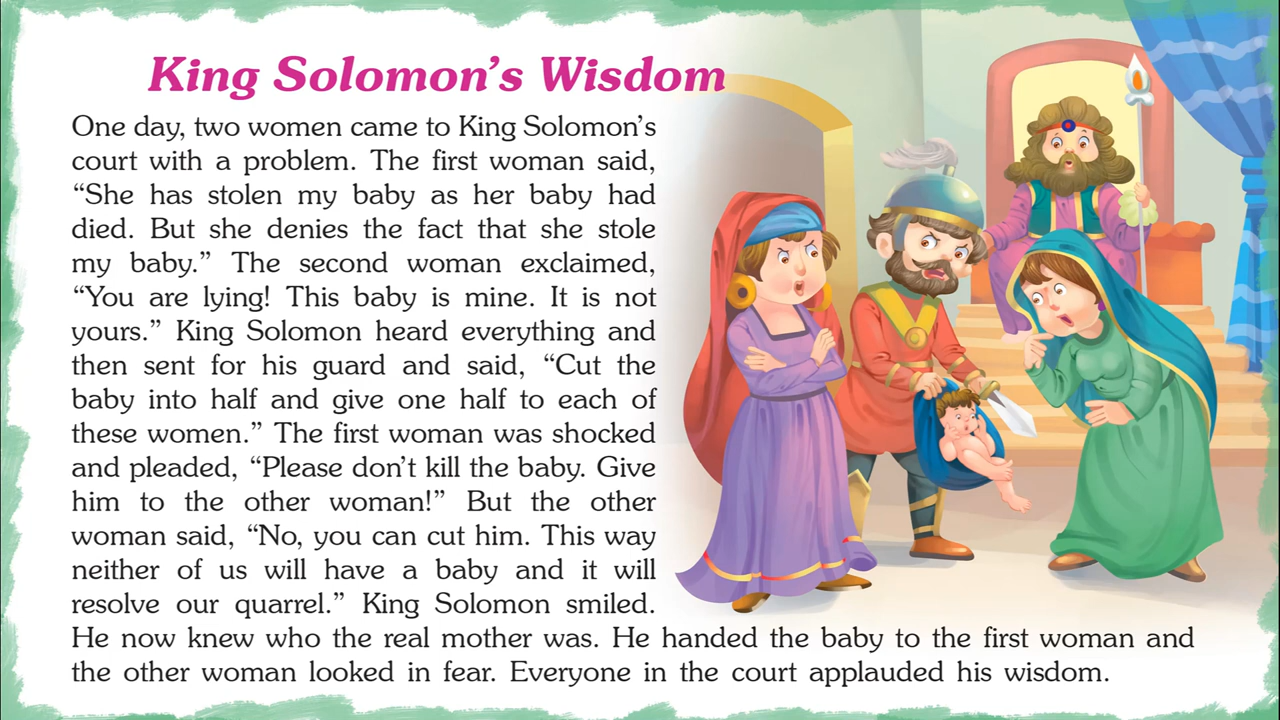 King Solomon’s Wisdom
One day, two women came to King Solomon’s
court with a problem. The first woman said,
“She has stolen my baby as her baby had
died. But she denies the fact that she stole
my baby.” The second woman exclaimed,
“You are lying! This baby is mine. It is not
yours.” King Solomon heard everything and
then sent for his guard and said, “Cut the
baby into half and give one half to each of
these women.” The first woman was shocked
and pleaded, “Please don’t kill the baby. Give
him to the other woman!” But the other
woman said, “No, you can cut him. This way
neither of us will have a baby and it will
resolve our quarrel.” King Solomon smiled.
He now knew who the real mother was. He handed the baby to the first woman and
the other woman looked in fear. Everyone in the court applauded his wisdom.